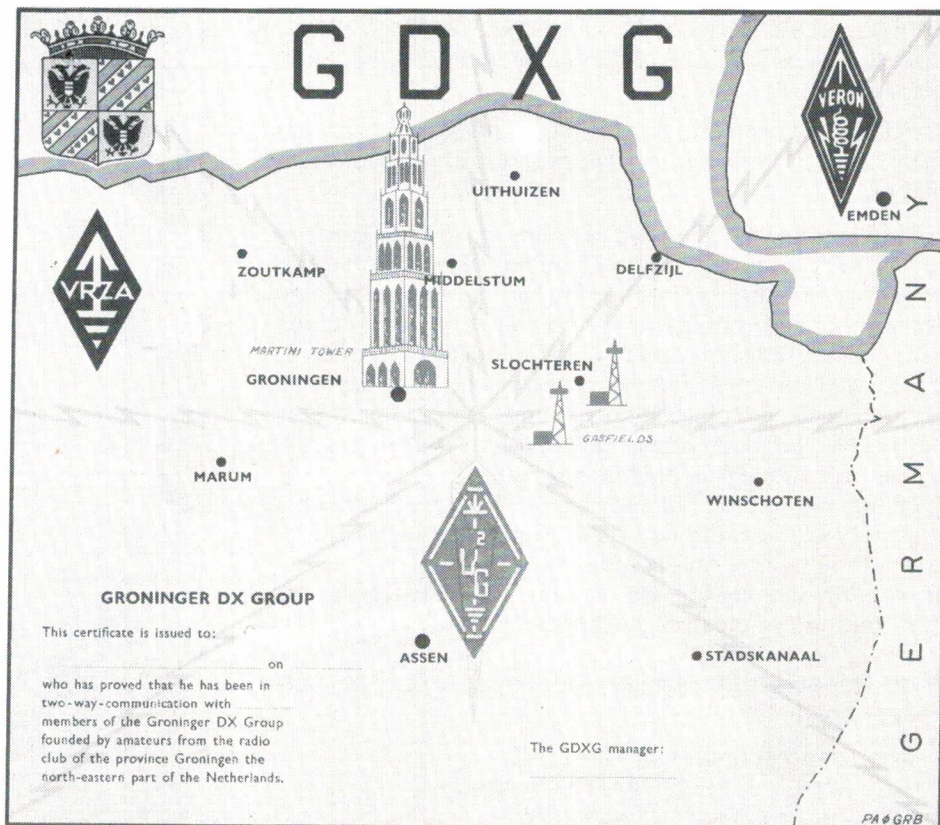 G D X G
VERON
EMDEN
UITHUIZEN
ZOUTKAMP
MIDDELSTUM
DELFZIJL
VRZA
MARTINI TOWER
GRONINGEN
SLOCHTEREN
GASFIELDS
MARUM
WINSCHOTEN
GERMANY
GRONINGER DX GROUP
This certificate is issued to:
on
who has proved that he has been in
two-way-communication with
members of the Groninger DX Group
founded by amateurs from the radio
club of the province Groningen the
north-eastern part of the Netherlands.
ASSEN
STADSKANAAL
The GDXG manager:
PAØGRB